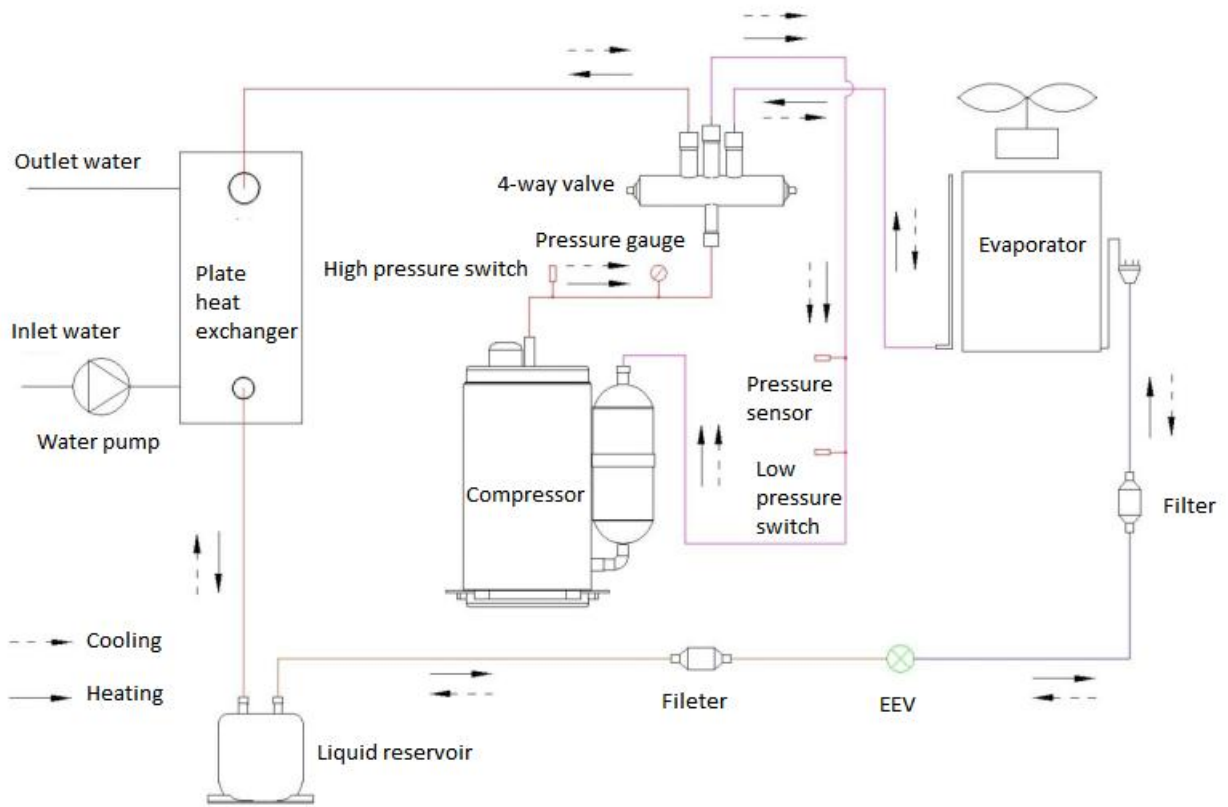 Outlet water
4-way valve
Pressure gauge
Evaporator
High pressure switch
Plate
heat
exchanger
Inlet water
Water pump
Pressure
sensor
Compressor
Low
pressure
switch
Filter
Cooling
Heating
Fileter
EEV
Liquid reservoir